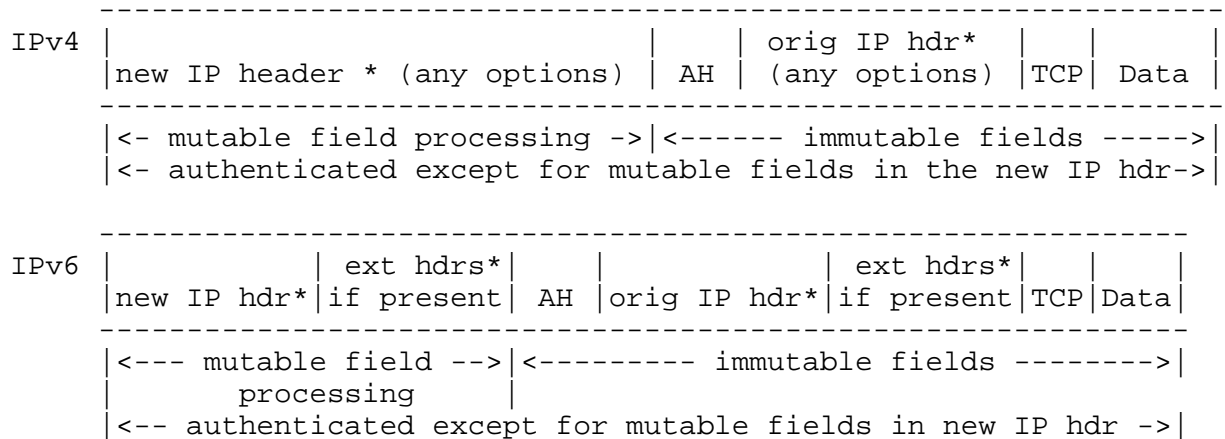 ----------------------------------------------------------------
IPv4 |                               |    | orig IP hdr*  |   |      |
     |new IP header * (any options) | AH | (any options) |TCP| Data |
     ----------------------------------------------------------------
     |<- mutable field processing ->|<------ immutable fields ----->|
     |<- authenticated except for mutable fields in the new IP hdr->|

     --------------------------------------------------------------
IPv6 |           | ext hdrs*|    |            | ext hdrs*|   |    |
     |new IP hdr*|if present| AH |orig IP hdr*|if present|TCP|Data|
     --------------------------------------------------------------
     |<--- mutable field -->|<--------- immutable fields -------->|
     |       processing     |
     |<-- authenticated except for mutable fields in new IP hdr ->|